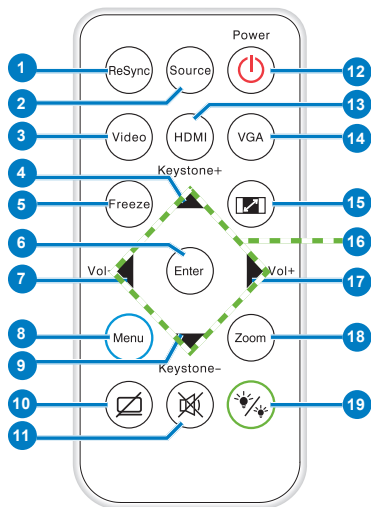 Power
1 ReSync Source 12
2 13
3 Video HDMI VGA 14
4 Keystone+
5 Freeze 15
6 16
7 Vol- Enter Vol+ 17
8 Menu Zoom 18
9 Keystone−
10 19
11